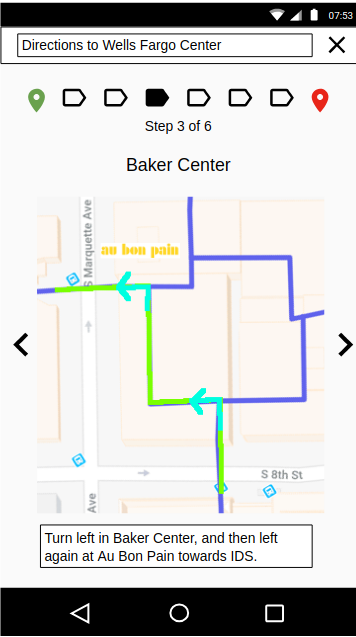 07:53
Directions to Wells Fargo Center
Step 3 of 6
Baker Center
S Marquette Ave
au bon pain
S 8th St
Ave
Turn left in Baker Center, and then left
again at Au Bon Pain towards IDS.